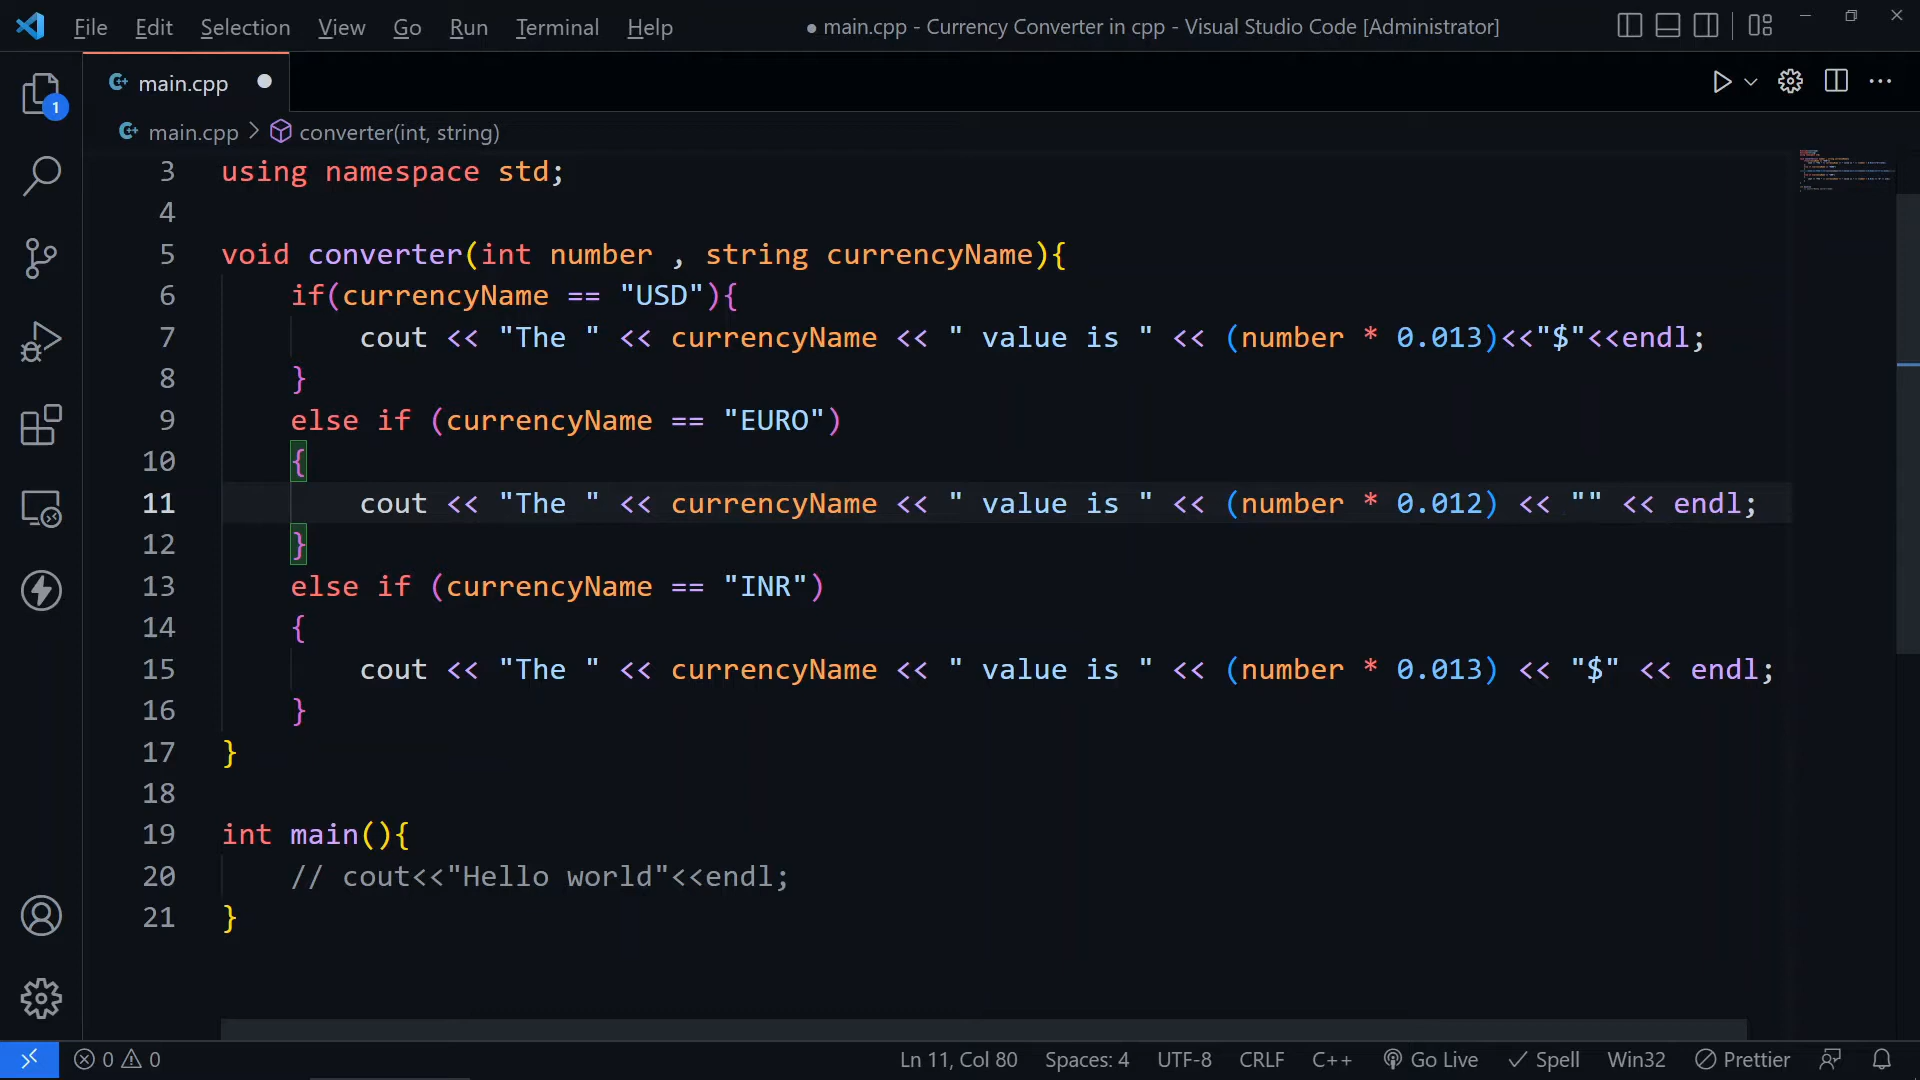 File Edit Selection View Go Run Terminal Help ● main.cpp - Currency Converter in cpp - Visual Studio Code [Administrator]
main.cpp ●
1
main.cpp > converter(int, string)
3 using namespace std;
4
5 void converter(int number , string currencyName){
6 if(currencyName == "USD"){
7 cout << "The " << currencyName << " value is " << (number * 0.013)<<"$"<<endl;
8 }
9 else if (currencyName == "EURO")
10 {
11 cout << "The " << currencyName << " value is " << (number * 0.012) << "" << endl;
12 }
13 else if (currencyName == "INR")
14 {
15 cout << "The " << currencyName << " value is " << (number * 0.013) << "$" << endl;
16 }
17 }
18
19 int main(){
20 // cout<<"Hello world"<<endl;
21 }
0 0 Ln 11, Col 80 Spaces: 4 UTF-8 CRLF C++ Go Live Spell Win32 Prettier